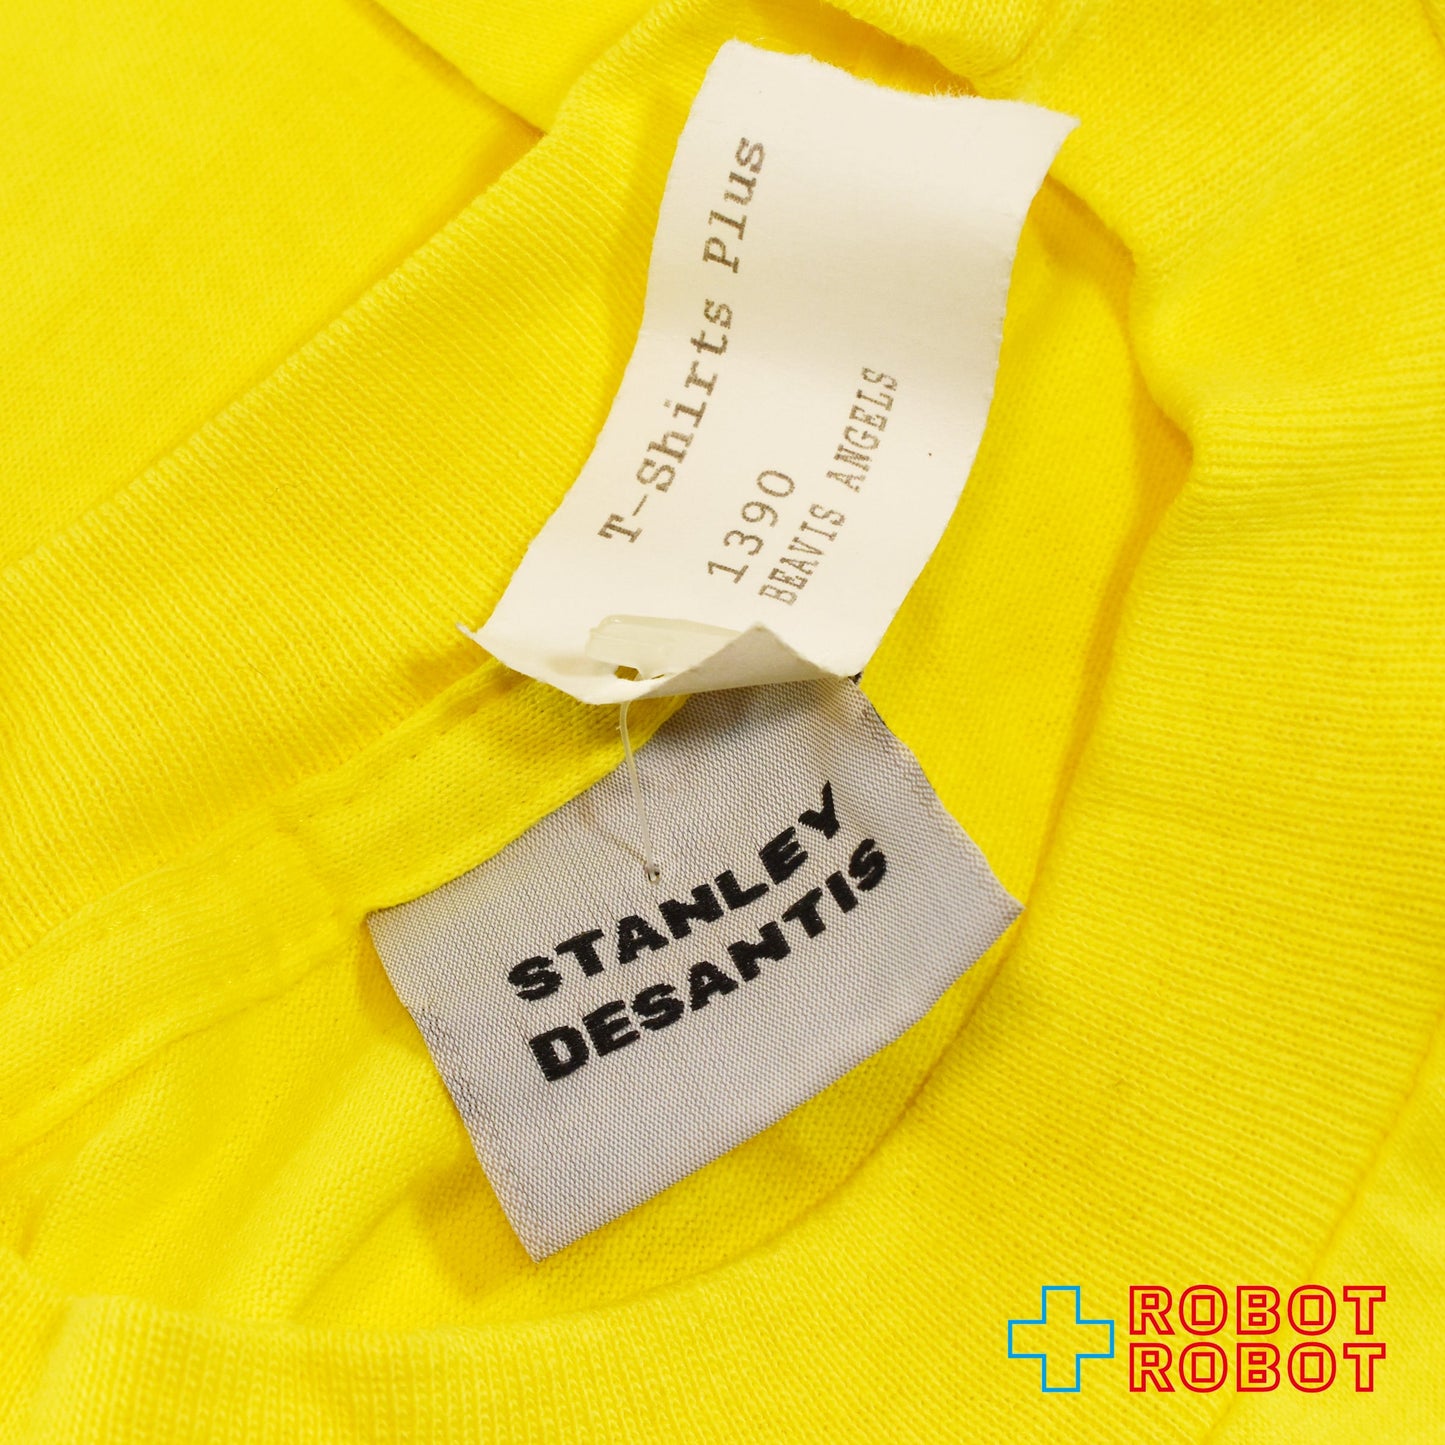 T-Shirts Plus
1390
BEAVIS ANGELS
STANLEY
DESANTIS
ROBOT
ROBOT